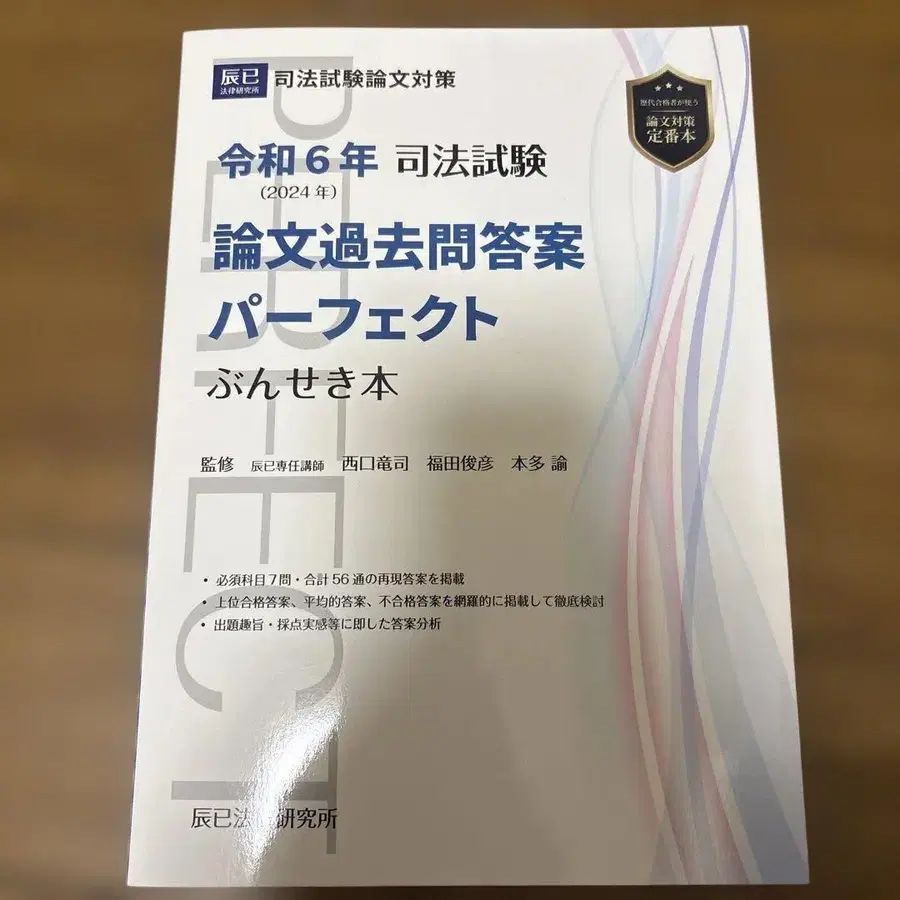 辰已法律研究所 司法試験論文対策
歴代合格者が使う
論文対策
定番本
令和6年 司法試験
(2024年)
論文過去問答案
パーフェクト
ぶんせき本
監修 辰已専任講師 西口竜司 福田俊彦 本多 諭
・必須科目7問・合計56通の再現答案を掲載
・上位合格答案、平均的答案、不合格答案を網羅的に掲載して徹底検討
・出題趣旨・採点実感等に即した答案分析
辰已法律研究所
PERFECT